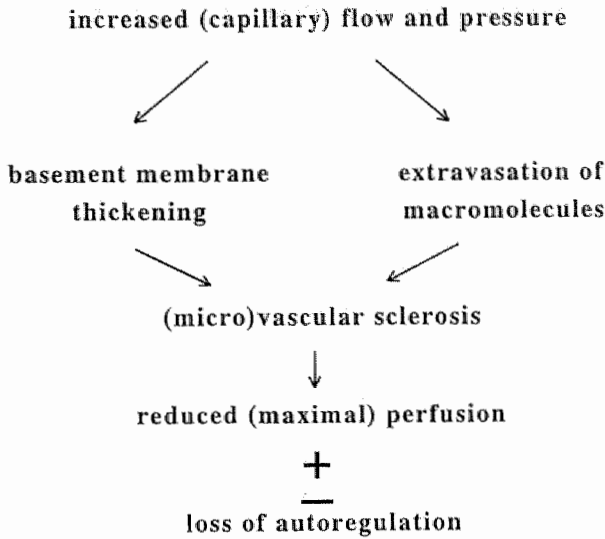 increased (capillary) flow and pressure
basement membrane
thickening
extravasation of
macromolecules
(micro)vascular sclerosis
reduced (maximal) perfusion
+
—
loss of autoregulation